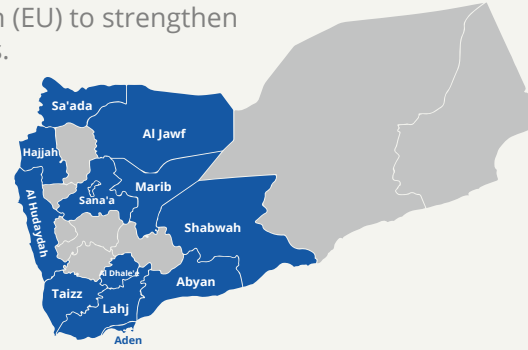 (EU) to strengthen
Sa'ada
Al Jawf
Hajjah
Marib
Sana'a
Al Hudaydah
Shabwah
Al Dhale'e
Abyan
Taizz
Lahj
Aden